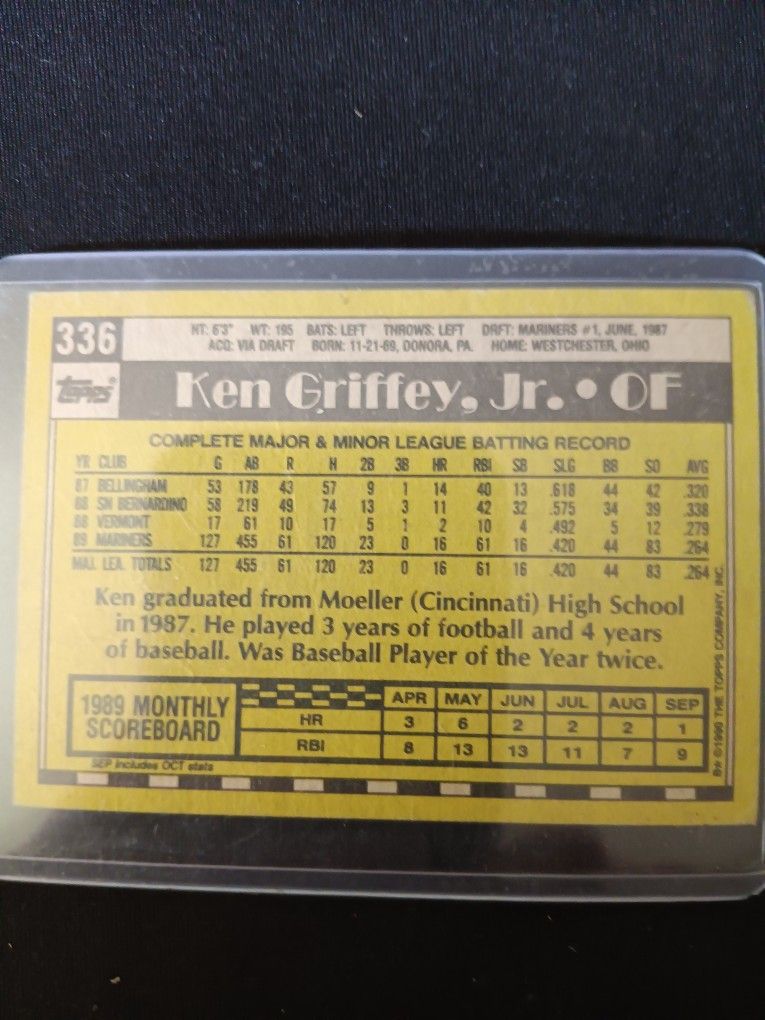 336
HT: 6'3" WT: 195 BATS: LEFT THROWS: LEFT DRFT: MARINERS #1, JUNE, 1987
ACQ: VIA DRAFT BORN: 11-21-69, DONORA, PA. HOME: WESTCHESTER, OHIO
topps®
Ken Griffey, Jr. • OF
COMPLETE MAJOR & MINOR LEAGUE BATTING RECORD
YR CLUB G AB R H 2B 3B HR RBI SB SLG BB SO AVG
87 BELLINGHAM 53 178 43 57 9 1 14 40 13 .618 44 42 .320
88 SN BERNARDINO 58 219 49 74 13 3 11 42 32 .575 34 39 .338
88 VERMONT 17 61 10 17 5 1 2 10 4 .492 5 12 .279
89 MARINERS 127 455 61 120 23 0 16 61 16 .420 44 83 .264
MAJ. LEA. TOTALS 127 455 61 120 23 0 16 61 16 .420 44 83 .264
Ken graduated from Moeller (Cincinnati) High School
in 1987. He played 3 years of football and 4 years
of baseball. Was Baseball Player of the Year twice.
1989 MONTHLY
SCOREBOARD
APR MAY JUN JUL AUG SEP
HR 3 6 2 2 2 1
RBI 8 13 13 11 7 9
SEP includes OCT stats
B★ ©1990 THE TOPPS COMPANY, INC.